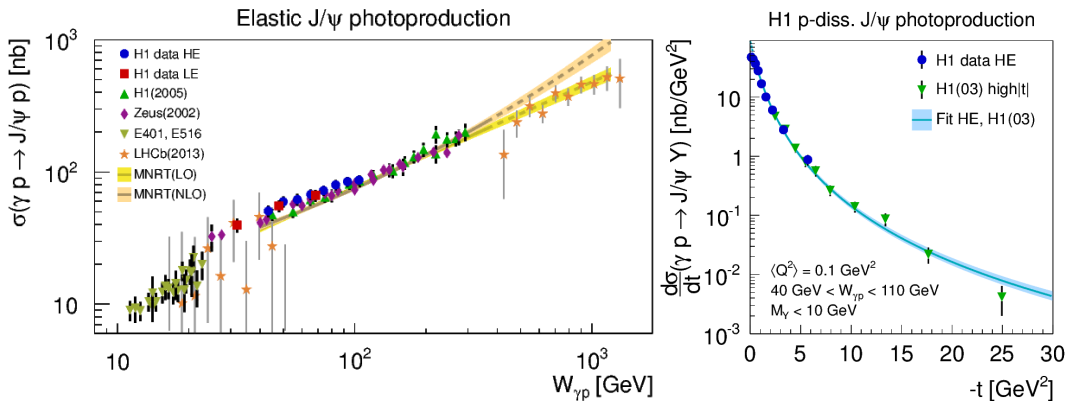 Elastic J/ψ photoproduction
σ(γ p → J/ψ p) [nb]
10³
10²
10
H1 data HE
H1 data LE
H1(2005)
Zeus(2002)
E401, E516
LHCb(2013)
MNRT(LO)
MNRT(NLO)
10
10²
10³
W_γp [GeV]
H1 p-diss. J/ψ photoproduction
dσ/dt(γ p → J/ψ Y) [nb/GeV²]
10
1
10⁻¹
10⁻²
10⁻³
H1 data HE
H1(03) high|t|
Fit HE, H1(03)
⟨Q²⟩ = 0.1 GeV²
40 GeV < W_γp < 110 GeV
M_Y < 10 GeV
0 5 10 15 20 25 30
-t [GeV²]